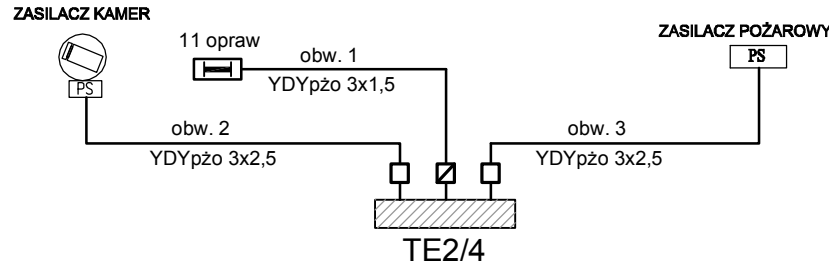 ZASILACZ KAMER
PS
11 opraw
obw. 1
YDYpżo 3x1,5
ZASILACZ POŻAROWY
PS
obw. 2
YDYpżo 3x2,5
obw. 3
YDYpżo 3x2,5
TE2/4